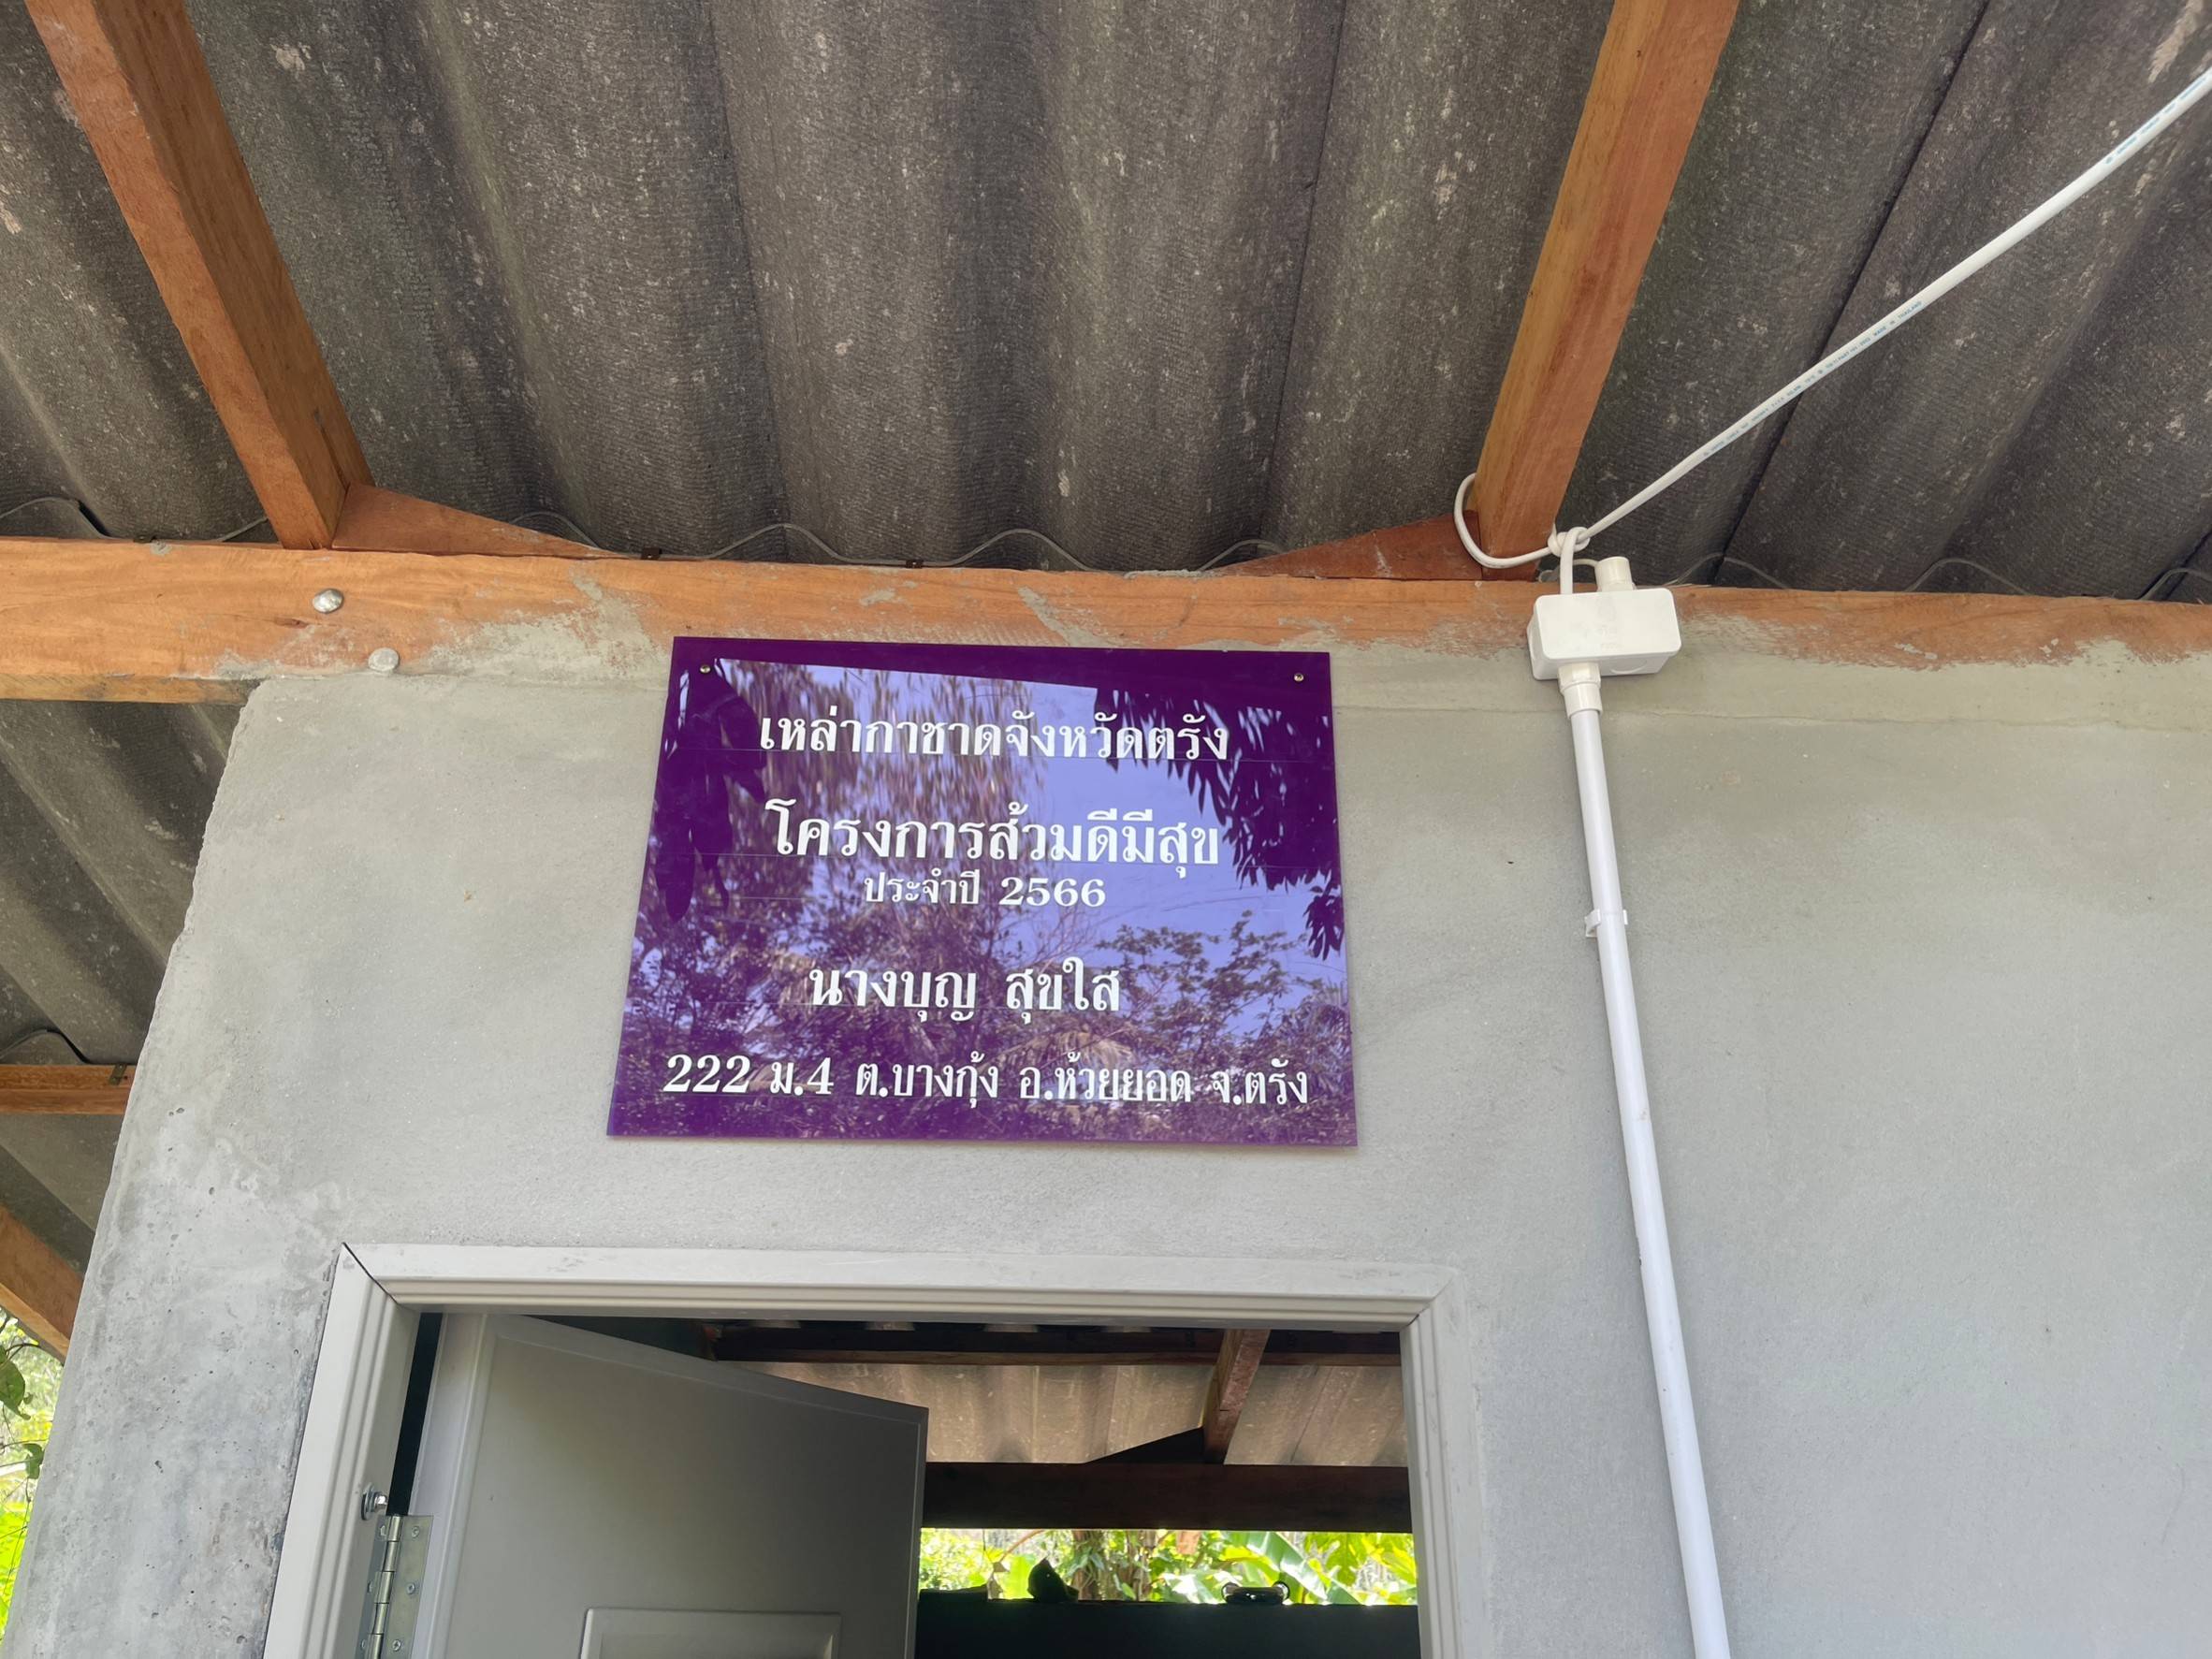 เหล่ากาชาดจังหวัดตรัง
โครงการส้วมดีมีสุข
ประจำปี 2566
นางบุญ สุขใส
222 ม.4 ต.บางกุ้ง อ.ห้วยยอด จ.ตรัง